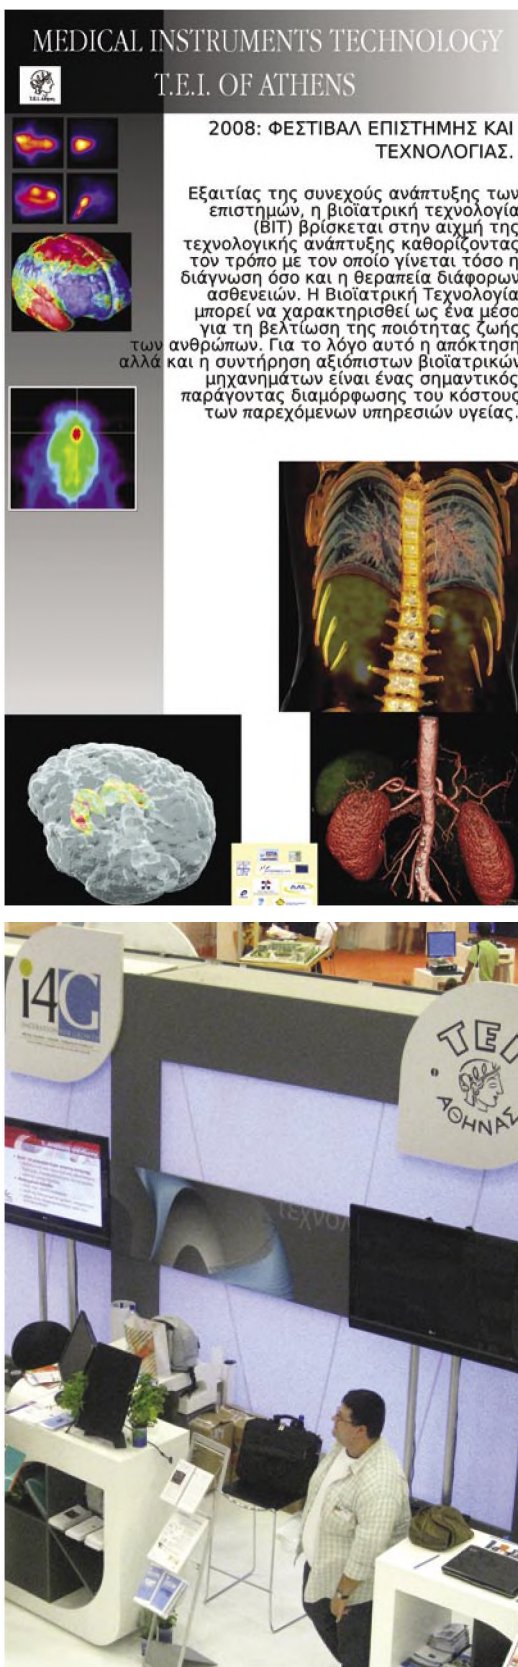 MEDICAL INSTRUMENTS TECHNOLOGY
T.E.I. OF ATHENS
T.E.I. Αθήνας
2008: ΦΕΣΤΙΒΑΛ ΕΠΙΣΤΗΜΗΣ ΚΑΙ
ΤΕΧΝΟΛΟΓΙΑΣ.
Εξαιτίας της συνεχούς ανάπτυξης των
επιστημών, η βιοϊατρική τεχνολογία
(ΒΙΤ) βρίσκεται στην αιχμή της
τεχνολογικής ανάπτυξης καθορίζοντας
τον τρόπο με τον οποίο γίνεται τόσο η
διάγνωση όσο και η θεραπεία διάφορων
ασθενειών. Η Βιοϊατρική Τεχνολογία
μπορεί να χαρακτηρισθεί ως ένα μέσο
για τη βελτίωση της ποιότητας ζωής
των ανθρώπων. Για το λόγο αυτό η απόκτηση
αλλά και η συντήρηση αξιόπιστων βιοϊατρικών
μηχανημάτων είναι ένας σημαντικός
παράγοντας διαμόρφωσης του κόστους
των παρεχόμενων υπηρεσιών υγείας.
AAL
i4G
ΤΕΙ
ΑΘΗΝΑΣ
ΤΕΧΝΟΛ